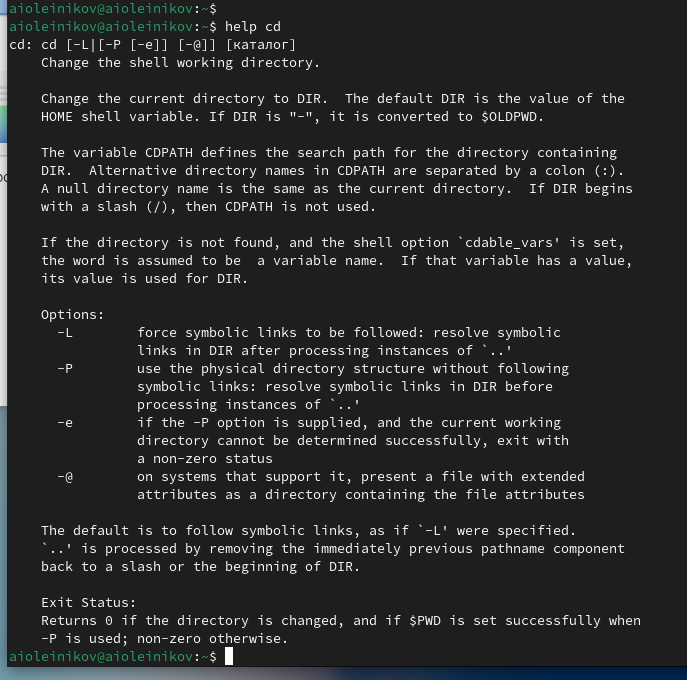 aioleinikov@aioleinikov:~$
aioleinikov@aioleinikov:~$ help cd
cd: cd [-L|[-P [-e]] [-@]] [каталог]
    Change the shell working directory.

    Change the current directory to DIR.  The default DIR is the value of the
    HOME shell variable. If DIR is "-", it is converted to $OLDPWD.

    The variable CDPATH defines the search path for the directory containing
    DIR.  Alternative directory names in CDPATH are separated by a colon (:).
    A null directory name is the same as the current directory.  If DIR begins
    with a slash (/), then CDPATH is not used.

    If the directory is not found, and the shell option `cdable_vars' is set,
    the word is assumed to be  a variable name.  If that variable has a value,
    its value is used for DIR.

    Options:
      -L        force symbolic links to be followed: resolve symbolic
                links in DIR after processing instances of `..'
      -P        use the physical directory structure without following
                symbolic links: resolve symbolic links in DIR before
                processing instances of `..'
      -e        if the -P option is supplied, and the current working
                directory cannot be determined successfully, exit with
                a non-zero status
      -@        on systems that support it, present a file with extended
                attributes as a directory containing the file attributes

    The default is to follow symbolic links, as if `-L' were specified.
    `..' is processed by removing the immediately previous pathname component
    back to a slash or the beginning of DIR.

    Exit Status:
    Returns 0 if the directory is changed, and if $PWD is set successfully when
    -P is used; non-zero otherwise.
aioleinikov@aioleinikov:~$